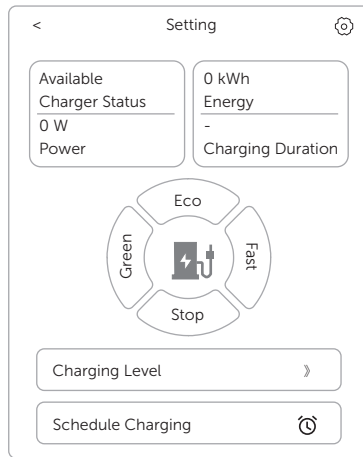 < Setting
Available
Charger Status
0 W
Power
0 kWh
Energy
-
Charging Duration
Eco
Green
Fast
Stop
Charging Level 》
Schedule Charging